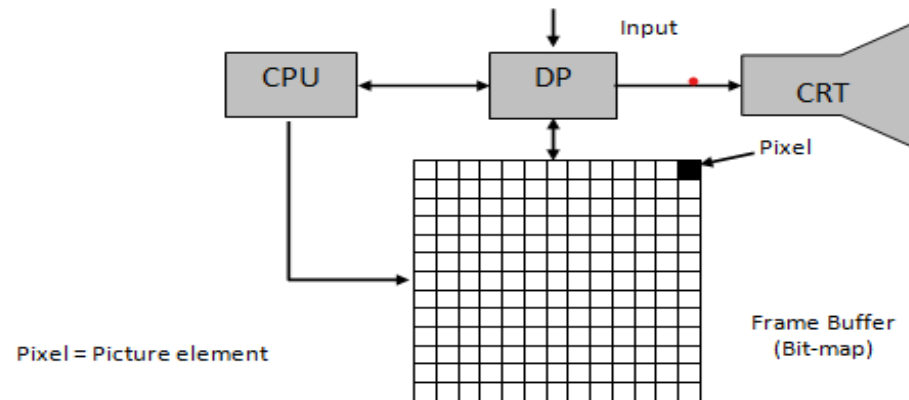 Input
CPU
DP
CRT
Pixel
Frame Buffer
(Bit-map)
Pixel = Picture element